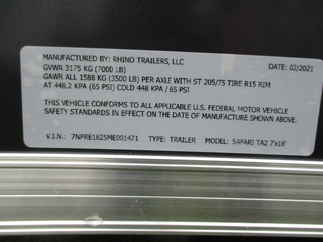 MANUFACTURED BY: RHINO TRAILERS, LLC DATE: 02/2021
GVWR 3175 KG (7000 LB)
GAWR ALL 1588 KG (3500 LB) PER AXLE WITH ST 205/75 TIRE R15 RIM
AT 448.2 KPA (65 PSI) COLD 448 KPA / 65 PSI
THIS VEHICLE CONFORMS TO ALL APPLICABLE U.S. FEDERAL MOTOR VEHICLE
SAFETY STANDARDS IN EFFECT ON THE DATE OF MANUFACTURE SHOWN ABOVE.
V.I.N.: TYPE: TRAILER MODEL: SAFARI TA2